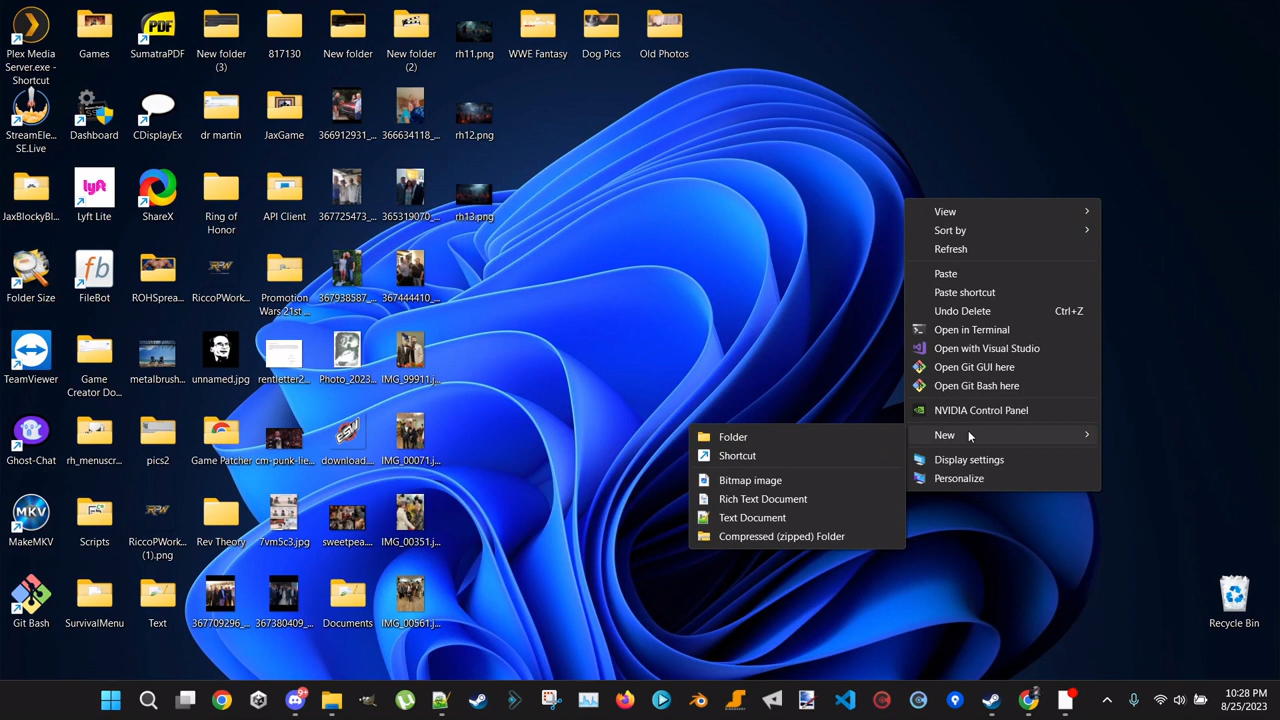 Plex Media
Server.exe -
Shortcut
Games
SumatraPDF
New folder
(3)
817130
New folder
New folder
(2)
rh11.png
WWE Fantasy
Dog Pics
Old Photos
StreamEle...
SE.Live
Dashboard
CDisplayEx
dr martin
JaxGame
366912931_...
366634118_...
rh12.png
JaxBlockyBl...
Lyft Lite
ShareX
Ring of
Honor
API Client
367725473_...
365319070_...
rh13.png
Folder Size
FileBot
ROHSprea...
RiccoPWork...
Promotion
Wars 21st ...
367938587_...
367444410_...
TeamViewer
Game
Creator Do...
metalbrush...
unnamed.jpg
rentletter2...
Photo_2023...
IMG_99911.j...
Ghost-Chat
rh_menuscr...
pics2
Game Patcher
cm-punk-lie...
download....
IMG_00071.j...
MakeMKV
Scripts
RiccoPWork...
(1).png
Rev Theory
7vm5c3.jpg
sweetpea....
IMG_00351.j...
Git Bash
SurvivalMenu
Text
367709296_...
367380409_...
Documents
IMG_00561.j...
View
Sort by
Refresh
Paste
Paste shortcut
Undo Delete Ctrl+Z
Open in Terminal
Open with Visual Studio
Open Git GUI here
Open Git Bash here
NVIDIA Control Panel
New
Display settings
Personalize
Folder
Shortcut
Bitmap image
Rich Text Document
Text Document
Compressed (zipped) Folder
Recycle Bin
10:28 PM
8/25/2023